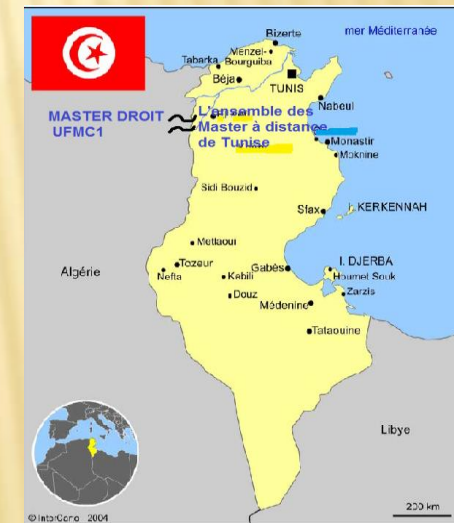 mer Méditerranée
Bizerte
Menzel-
Bourguiba
Tabarka
Béja
TUNIS
Nabeul
MASTER DROIT
UFMC1
L'ensemble des
Master à distance
de Tunise
Monastir
Moknine
Sidi Bouzid
Sfax
I. KERKENNAH
Metlaoui
Tozeur
Nefta
Kebili
Gabès
I. DJERBA
Houmet Souk
Algérie
Douz
Zarzis
Médenine
Tataouine
Libye
200 km
© InterCarto 2004